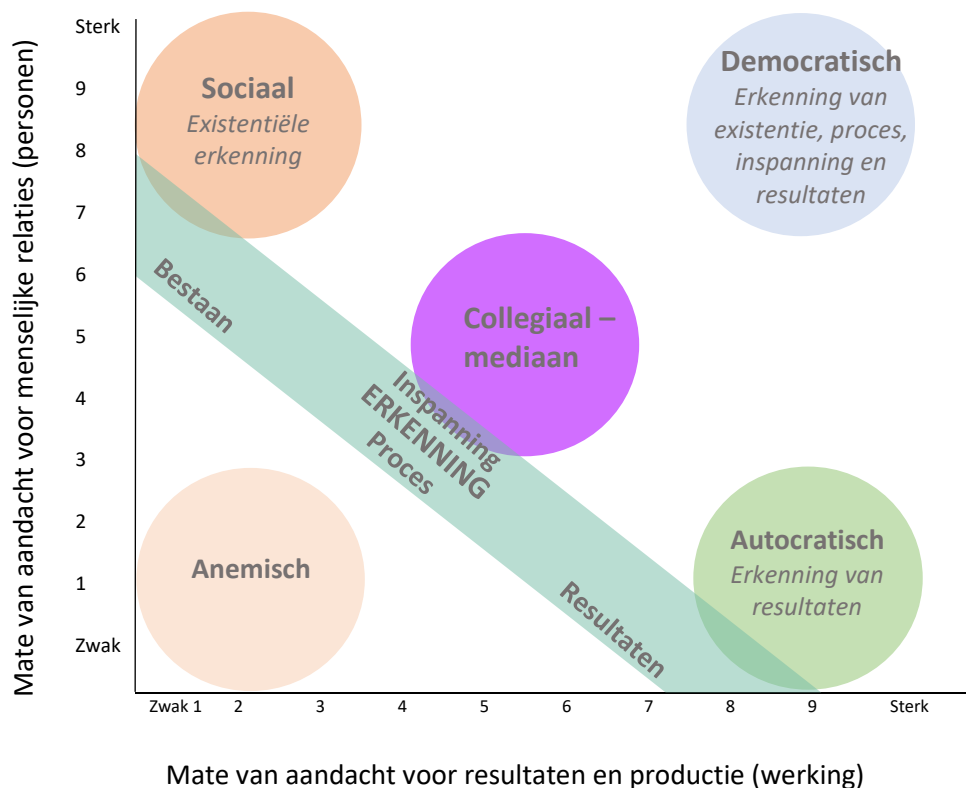 Mate van aandacht voor menselijke relaties (personen)
Sterk
9
8
7
6
5
4
3
2
1
Zwak
Sociaal
Existentiële
erkenning
Democratisch
Erkenning van
existentie, proces,
inspanning en
resultaten
Collegiaal –
mediaan
Bestaan
Inspanning
ERKENNING
Proces
Resultaten
Anemisch
Autocratisch
Erkenning van
resultaten
Zwak 1 2 3 4 5 6 7 8 9 Sterk
Mate van aandacht voor resultaten en productie (werking)